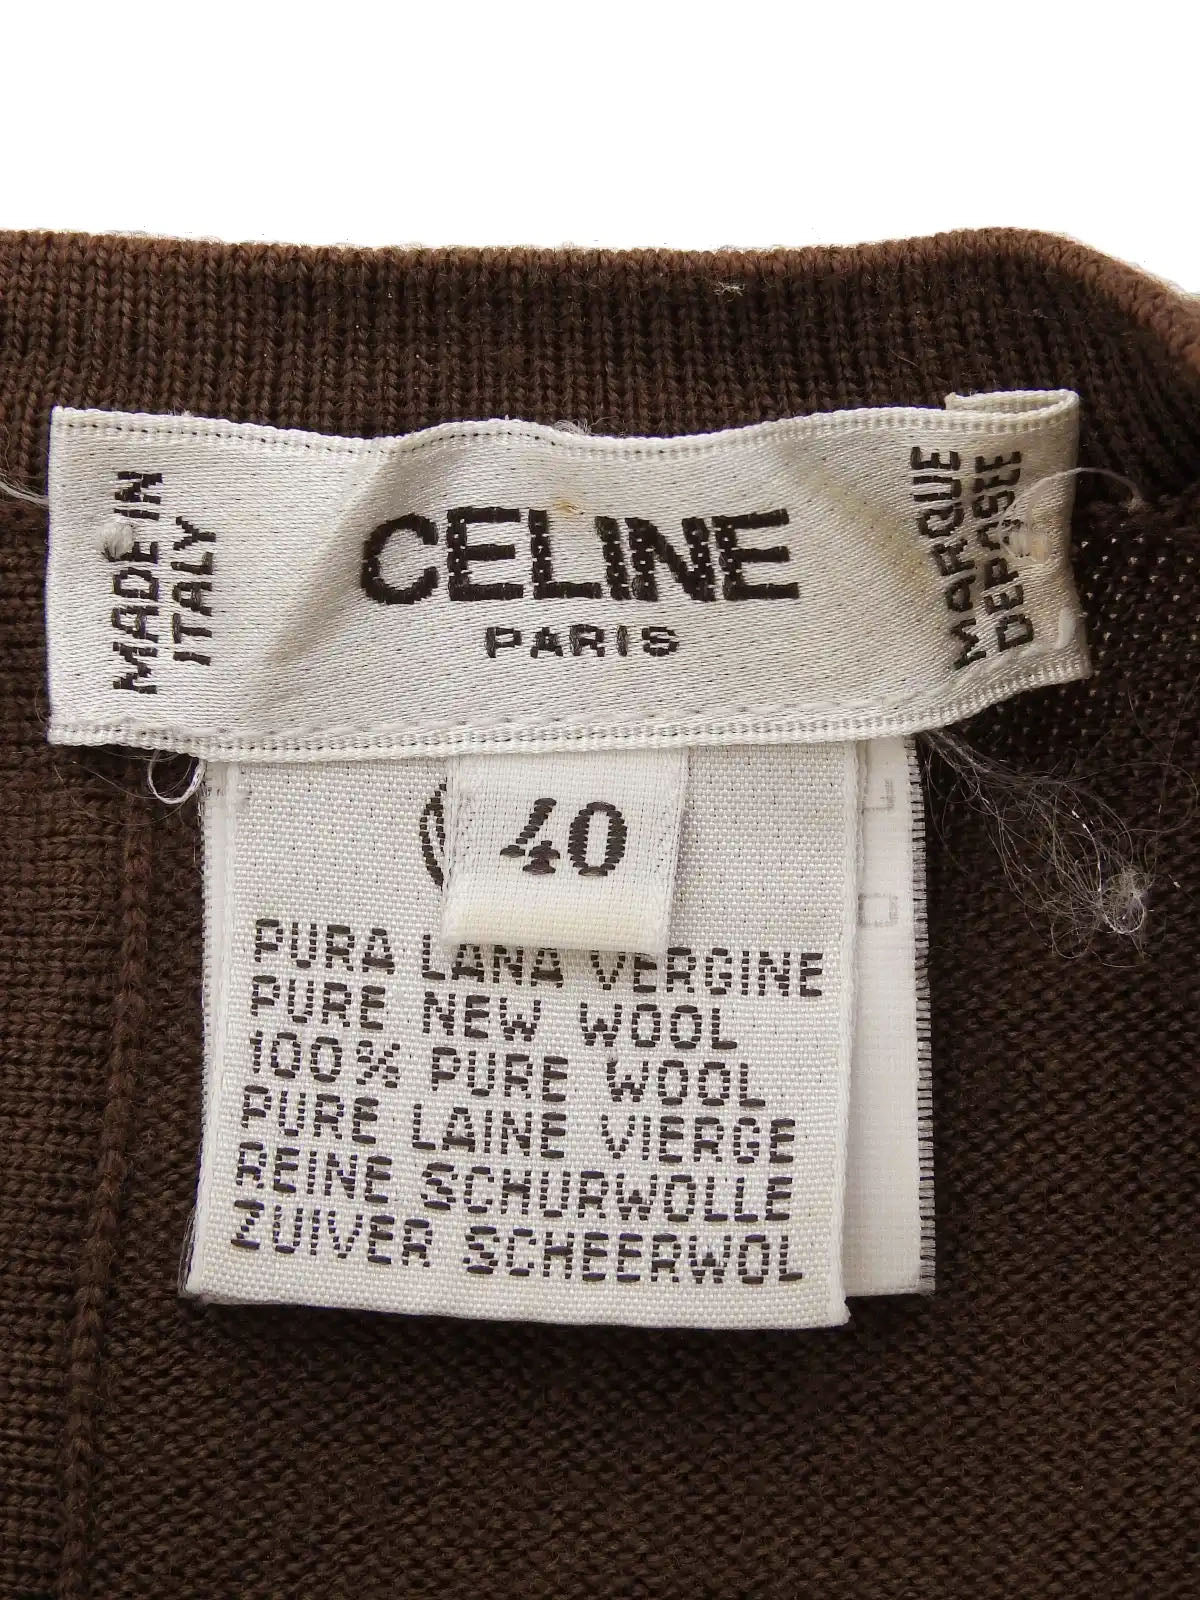 MADE IN
ITALY
CELINE
PARIS
MARQUE
DEPOSEE
40
PURA LANA VERGINE
PURE NEW WOOL
100% PURE WOOL
PURE LAINE VIERGE
REINE SCHURWOLLE
ZUIVER SCHEERWOL